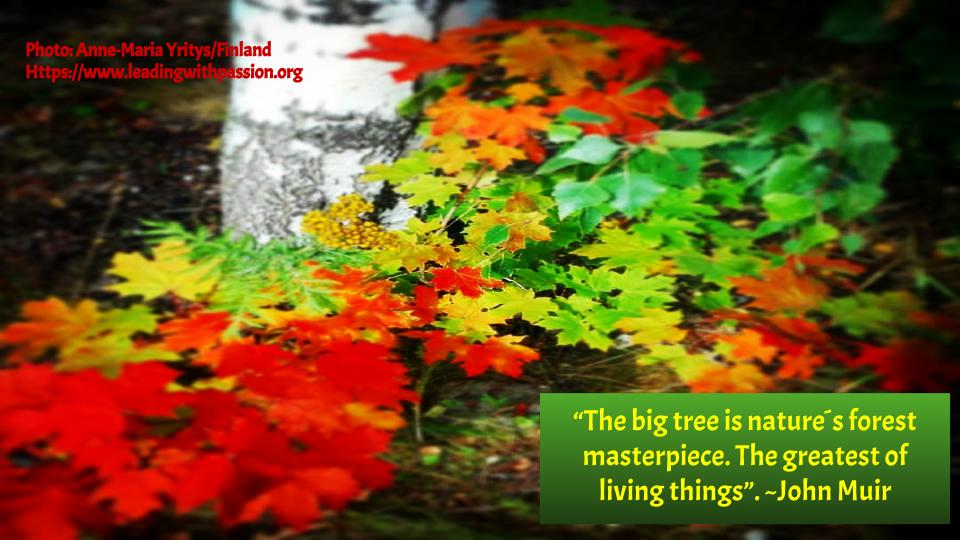 Photo: Anne-Maria Yritys/Finland
Https://www.leadingwithpassion.org
“The big tree is nature´s forest
masterpiece. The greatest of
living things”. ~John Muir